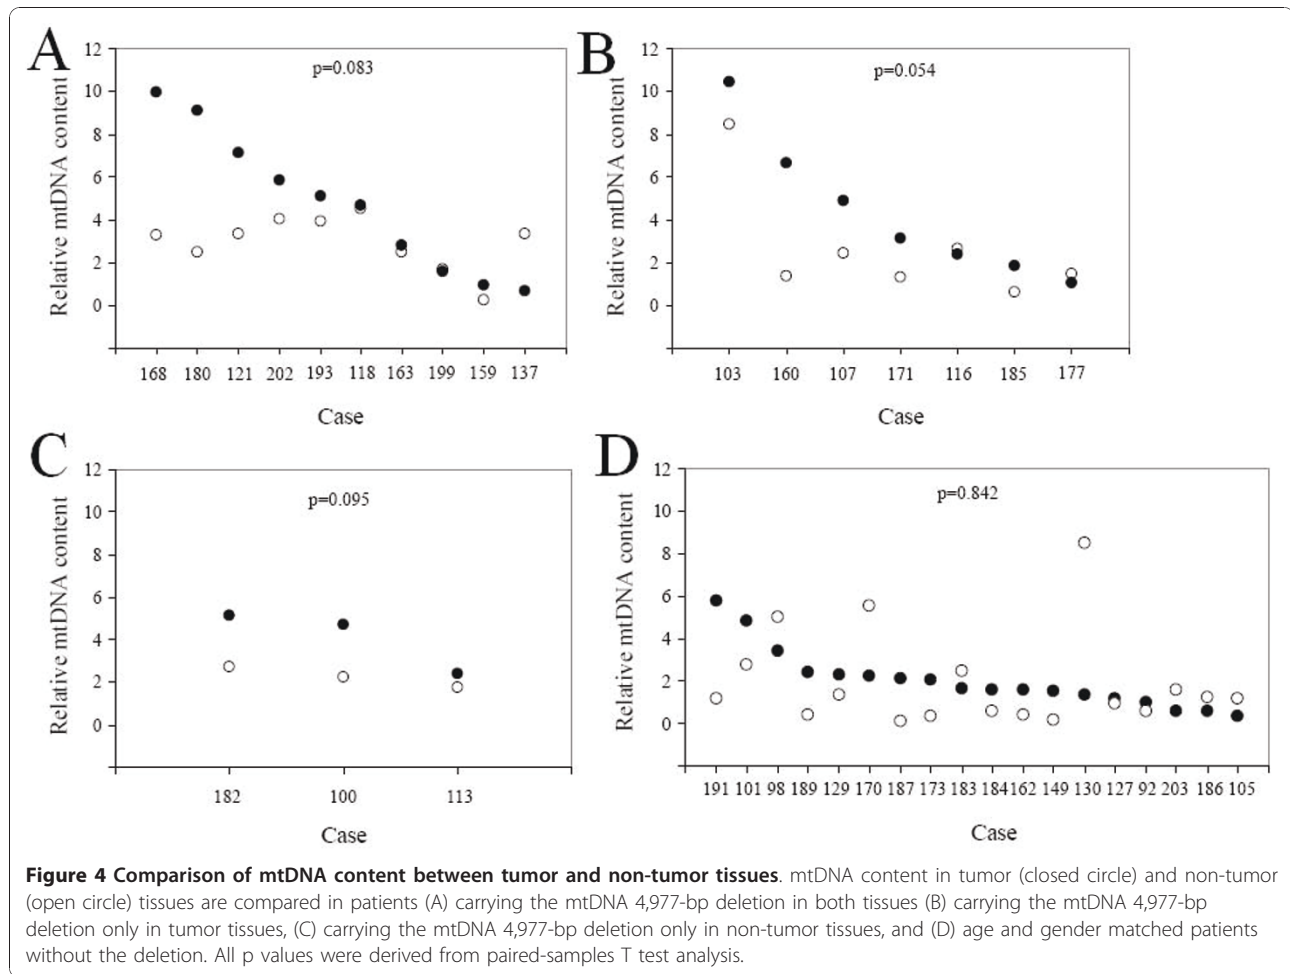 A
p=0.083
Relative mtDNA content
12
10
8
6
4
2
0
168 180 121 202 193 118 163 199 159 137
Case
B
p=0.054
Relative mtDNA content
12
10
8
6
4
2
0
103 160 107 171 116 185 177
Case
C
p=0.095
Relative mtDNA content
12
10
8
6
4
2
0
182 100 113
Case
D
p=0.842
Relative mtDNA content
12
10
8
6
4
2
0
191 101 98 189 129 170 187 173 183 184 162 149 130 127 92 203 186 105
Case
Figure 4 Comparison of mtDNA content between tumor and non-tumor tissues. mtDNA content in tumor (closed circle) and non-tumor
(open circle) tissues are compared in patients (A) carrying the mtDNA 4,977-bp deletion in both tissues (B) carrying the mtDNA 4,977-bp
deletion only in tumor tissues, (C) carrying the mtDNA 4,977-bp deletion only in non-tumor tissues, and (D) age and gender matched patients
without the deletion. All p values were derived from paired-samples T test analysis.